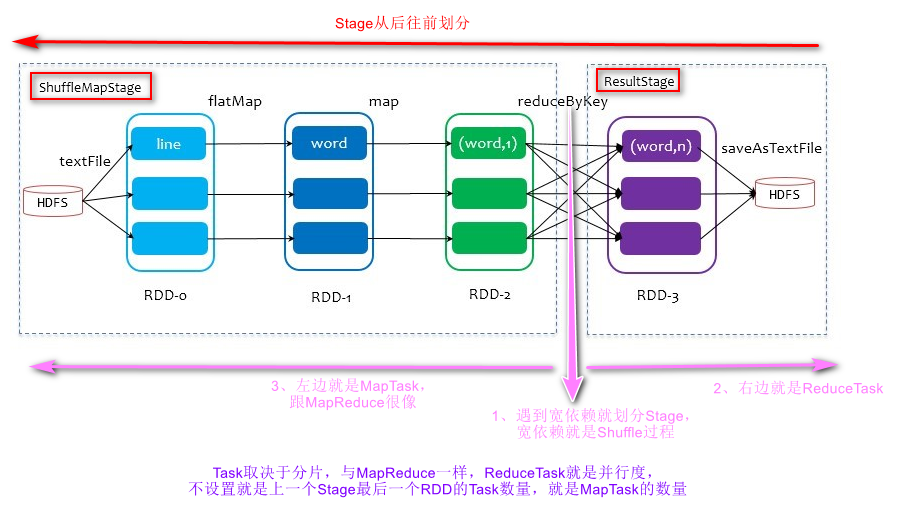 Stage从后往前划分
ShuffleMapStage
ResultStage
flatMap
map
reduceByKey
textFile
line
word
(word,1)
(word,n)
saveAsTextFile
HDFS
HDFS
RDD-0
RDD-1
RDD-2
RDD-3
3、左边就是MapTask，
跟MapReduce很像
2、右边就是ReduceTask
1、遇到宽依赖就划分Stage，
宽依赖就是Shuffle过程
Task取决于分片，与MapReduce一样，ReduceTask就是并行度，
不设置就是上一个Stage最后一个RDD的Task数量，就是MapTask的数量